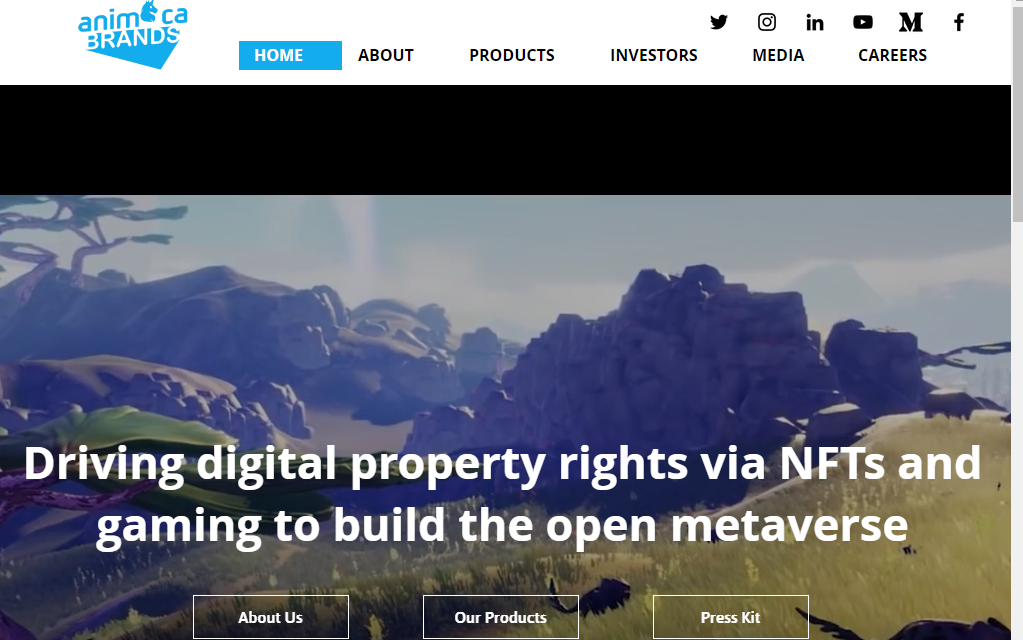 animoca
BRANDS
HOME ABOUT PRODUCTS INVESTORS MEDIA CAREERS
Driving digital property rights via NFTs and
gaming to build the open metaverse
About Us Our Products Press Kit